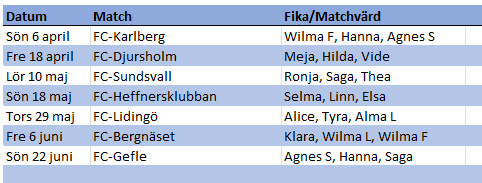 Datum Match Fika/Matchvärd
Sön 6 april FC-Karlberg Wilma F, Hanna, Agnes S
Fre 18 april FC-Djursholm Meja, Hilda, Vide
Lör 10 maj FC-Sundsvall Ronja, Saga, Thea
Sön 18 maj FC-Heffnersklubban Selma, Linn, Elsa
Tors 29 maj FC-Lidingö Alice, Tyra, Alma L
Fre 6 juni FC-Bergnäset Klara, Wilma L, Wilma F
Sön 22 juni FC-Gefle Agnes S, Hanna, Saga